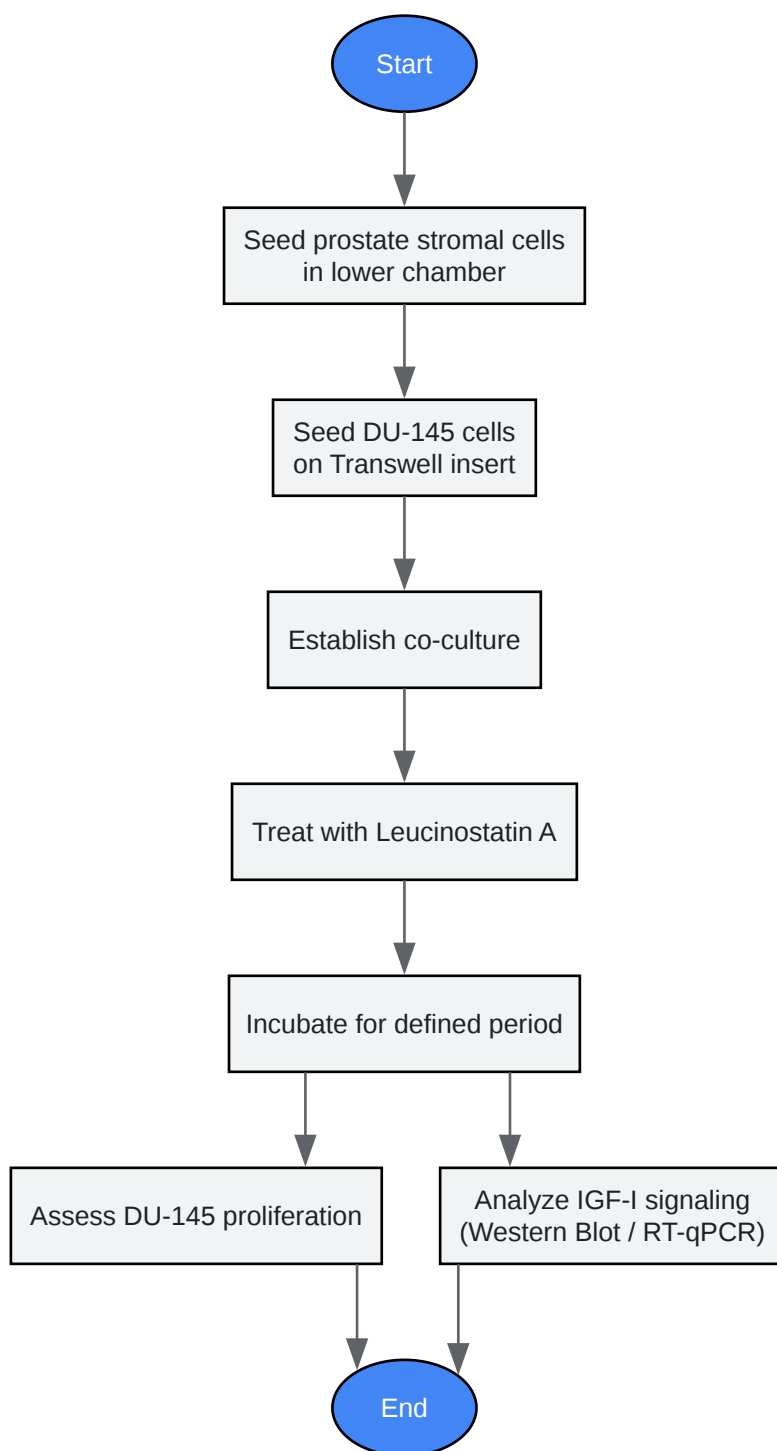 Start
Seed prostate stromal cells
in lower chamber
Seed DU-145 cells
on Transwell insert
Establish co-culture
Treat with Leucinostatin A
Incubate for defined period
Assess DU-145 proliferation
Analyze IGF-I signaling
(Western Blot / RT-qPCR)
End